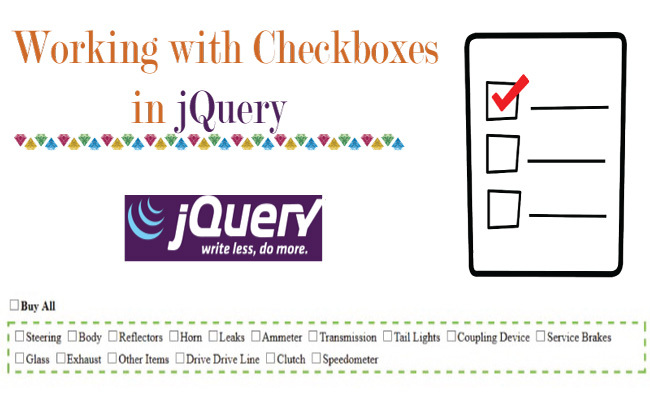 Working with Checkboxes
in jQuery
jQuery
write less, do more.
Buy All
Steering Body Reflectors Horn Leaks Ammeter Transmission Tail Lights Coupling Device Service Brakes
Glass Exhaust Other Items Drive Drive Line Clutch Speedometer